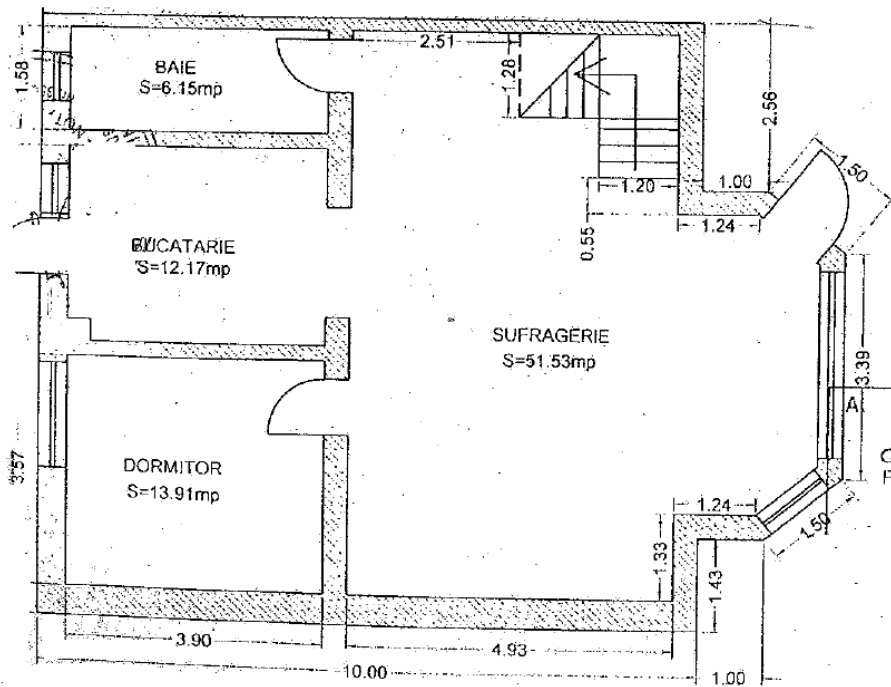 2.51
1.58
BAIE
S=6.15mp
1.28
2.56
1.50
1.20
1.00
1.24
0.55
BUCATARIE
S=12.17mp
SUFRAGERIE
S=51.53mp
3.39
A
3.57
DORMITOR
S=13.91mp
1.24
1.50
1.33
1.43
3.90
4.93
10.00
1.00